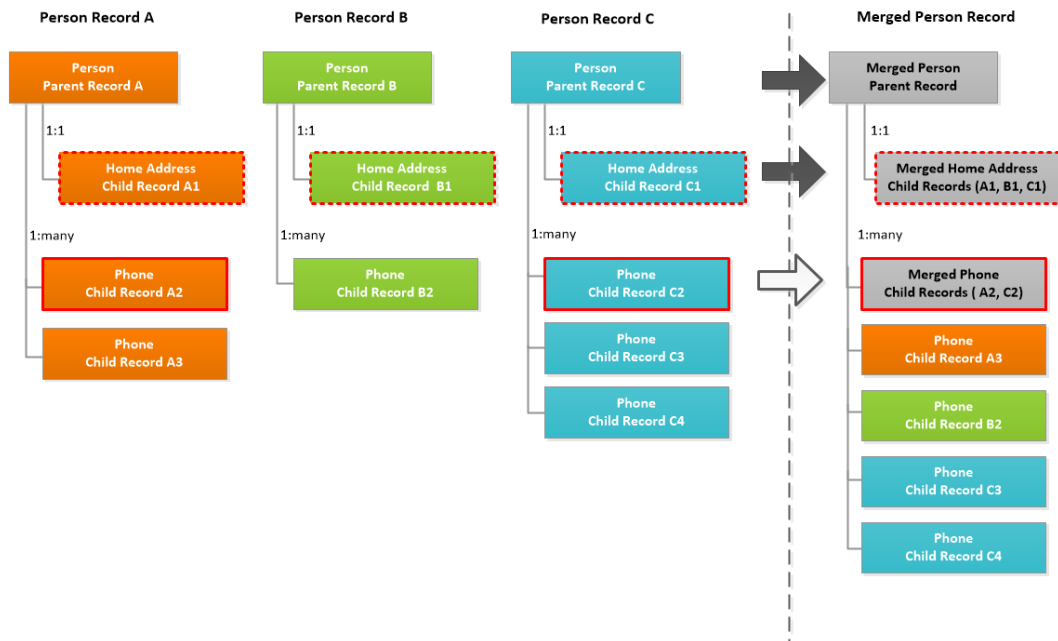 Person Record A
Person
Parent Record A
1:1
Home Address
Child Record A1
1:many
Phone
Child Record A2
Phone
Child Record A3
Person Record B
Person
Parent Record B
1:1
Home Address
Child Record  B1
1:many
Phone
Child Record B2
Person Record C
Person
Parent Record C
1:1
Home Address
Child Record C1
1:many
Phone
Child Record C2
Phone
Child Record C3
Phone
Child Record C4
Merged Person Record
Merged Person
Parent Record
1:1
Merged Home Address
Child Records (A1, B1, C1)
1:many
Merged Phone
Child Records ( A2, C2)
Phone
Child Record A3
Phone
Child Record B2
Phone
Child Record C3
Phone
Child Record C4